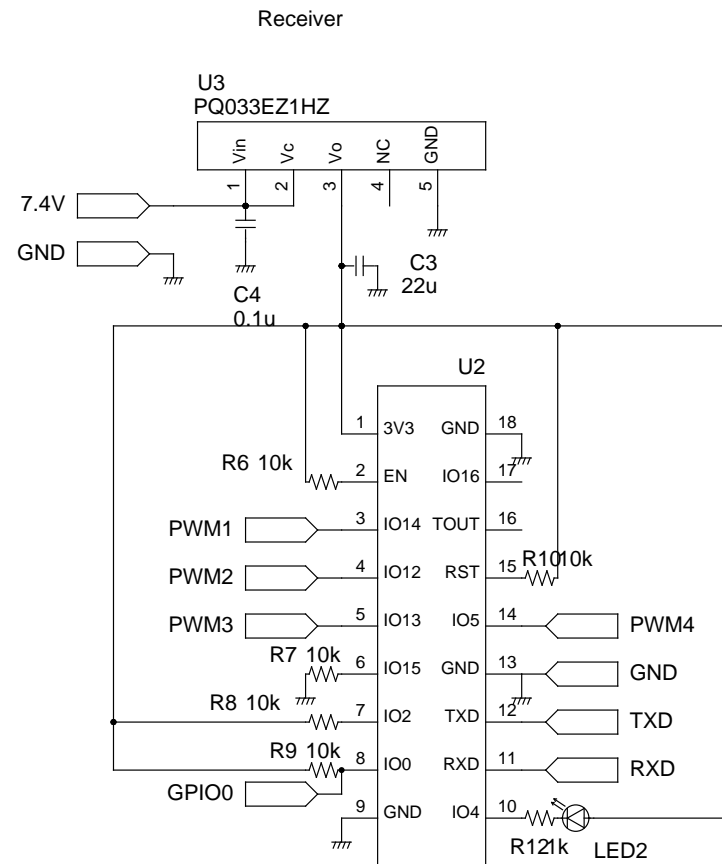 Receiver
U3
PQ033EZ1HZ
Vin Vc Vo NC GND
1 2 3 4 5
7.4V
GND
C3
22u
C4
0.1u
U2
1 3V3 GND 18
R6 10k
2 EN IO16 17
PWM1 3 IO14 TOUT 16
PWM2 4 IO12 RST 15 R10 10k
PWM3 5 IO13 IO5 14 PWM4
R7 10k
6 IO15 GND 13 GND
R8 10k
7 IO2 TXD 12 TXD
R9 10k
8 IO0 RXD 11 RXD
GPIO0
9 GND IO4 10
R12 1k LED2